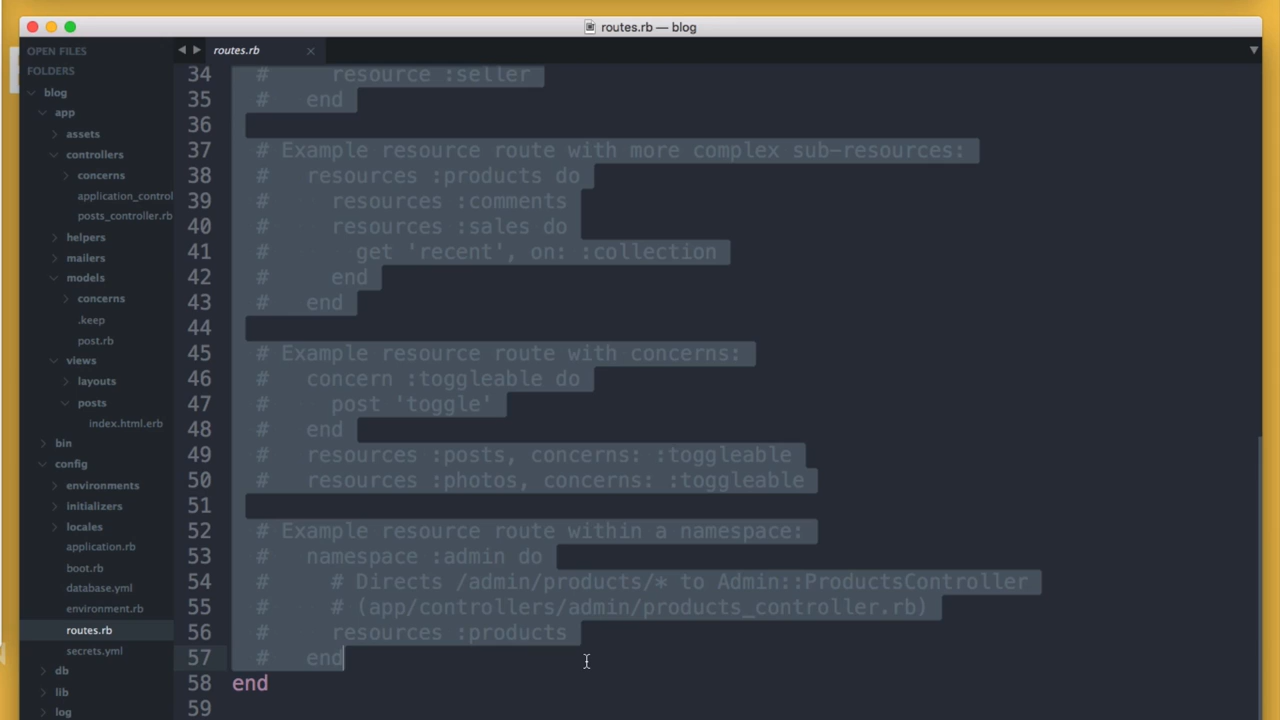 routes.rb — blog
OPEN FILES
FOLDERS
blog
app
assets
controllers
concerns
application_control
posts_controller.rb
helpers
mailers
models
concerns
.keep
post.rb
views
layouts
posts
index.html.erb
bin
config
environments
initializers
locales
application.rb
boot.rb
database.yml
environment.rb
routes.rb
secrets.yml
db
lib
log
routes.rb
34 #     resource :seller
35 #   end
36
37 # Example resource route with more complex sub-resources:
38 #   resources :products do
39 #     resources :comments
40 #     resources :sales do
41 #       get 'recent', on: :collection
42 #     end
43 #   end
44
45 # Example resource route with concerns:
46 #   concern :toggleable do
47 #     post 'toggle'
48 #   end
49 #   resources :posts, concerns: :toggleable
50 #   resources :photos, concerns: :toggleable
51
52 # Example resource route within a namespace:
53 #   namespace :admin do
54 #     # Directs /admin/products/* to Admin::ProductsController
55 #     # (app/controllers/admin/products_controller.rb)
56 #     resources :products
57 #   end
58 end
59